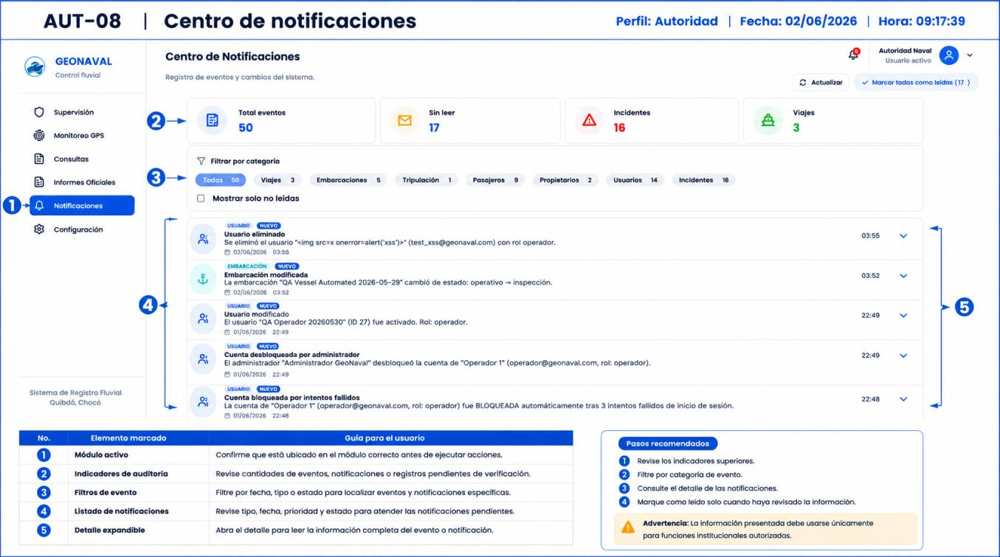 AUT-08 | Centro de notificaciones
Perfil: Autoridad | Fecha: 02/06/2026 | Hora: 09:17:39
GEONAVAL
Control fluvial
Supervisión
Monitoreo GPS
Consultas
Informes Oficiales
1
Notificaciones
Configuración
Sistema de Registro Fluvial
Quibdó, Chocó
Centro de Notificaciones
Registro de eventos y cambios del sistema.
Autoridad Naval
Usuario activo
Actualizar
Marcar todas como leídas (17 )
2
Total eventos
50
Sin leer
17
Incidentes
16
Viajes
3
3
Filtrar por categoría
Todas 50 Viajes 3 Embarcaciones 5 Tripulación 1 Pasajeros 9 Propietarios 2 Usuarios 14 Incidentes 16
Mostrar solo no leídas
4
5
USUARIO NUEVO
Usuario eliminado
Se eliminó el usuario "<img src=x onerror=alert('xss')>" (test_xss@geonaval.com) con rol operador.
02/06/2026 03:55
03:55
EMBARCACIÓN NUEVO
Embarcación modificada
La embarcación "QA Vessel Automated 2026-05-29" cambió de estado: operativo → inspección.
02/06/2026 03:52
03:52
USUARIO NUEVO
Usuario modificado
El usuario "QA Operador 20260530" (ID 27) fue activado. Rol: operador.
01/06/2026 22:49
22:49
USUARIO NUEVO
Cuenta desbloqueada por administrador
El administrador "Administrador GeoNaval" desbloqueó la cuenta de "Operador 1" (operador@geonaval.com, rol: operador).
01/06/2026 22:49
22:49
USUARIO NUEVO
Cuenta bloqueada por intentos fallidos
La cuenta de "Operador 1" (operador@geonaval.com, rol: operador) fue BLOQUEADA automáticamente tras 3 intentos fallidos de inicio de sesión.
01/06/2026 22:48
22:48
No. Elemento marcado Guía para el usuario
1 Módulo activo Confirme que está ubicado en el módulo correcto antes de ejecutar acciones.
2 Indicadores de auditoría Revise cantidades de eventos, notificaciones o registros pendientes de verificación.
3 Filtros de evento Filtre por fecha, tipo o estado para localizar eventos y notificaciones específicas.
4 Listado de notificaciones Revise tipo, fecha, prioridad y estado para atender las notificaciones pendientes.
5 Detalle expandible Abra el detalle para leer la información completa del evento o notificación.
Pasos recomendados
1 Revise los indicadores superiores.
2 Filtre por categoría de evento.
3 Consulte el detalle de las notificaciones.
4 Marque como leído solo cuando haya revisado la información.
Advertencia: La información presentada debe usarse únicamente
para funciones institucionales autorizadas.